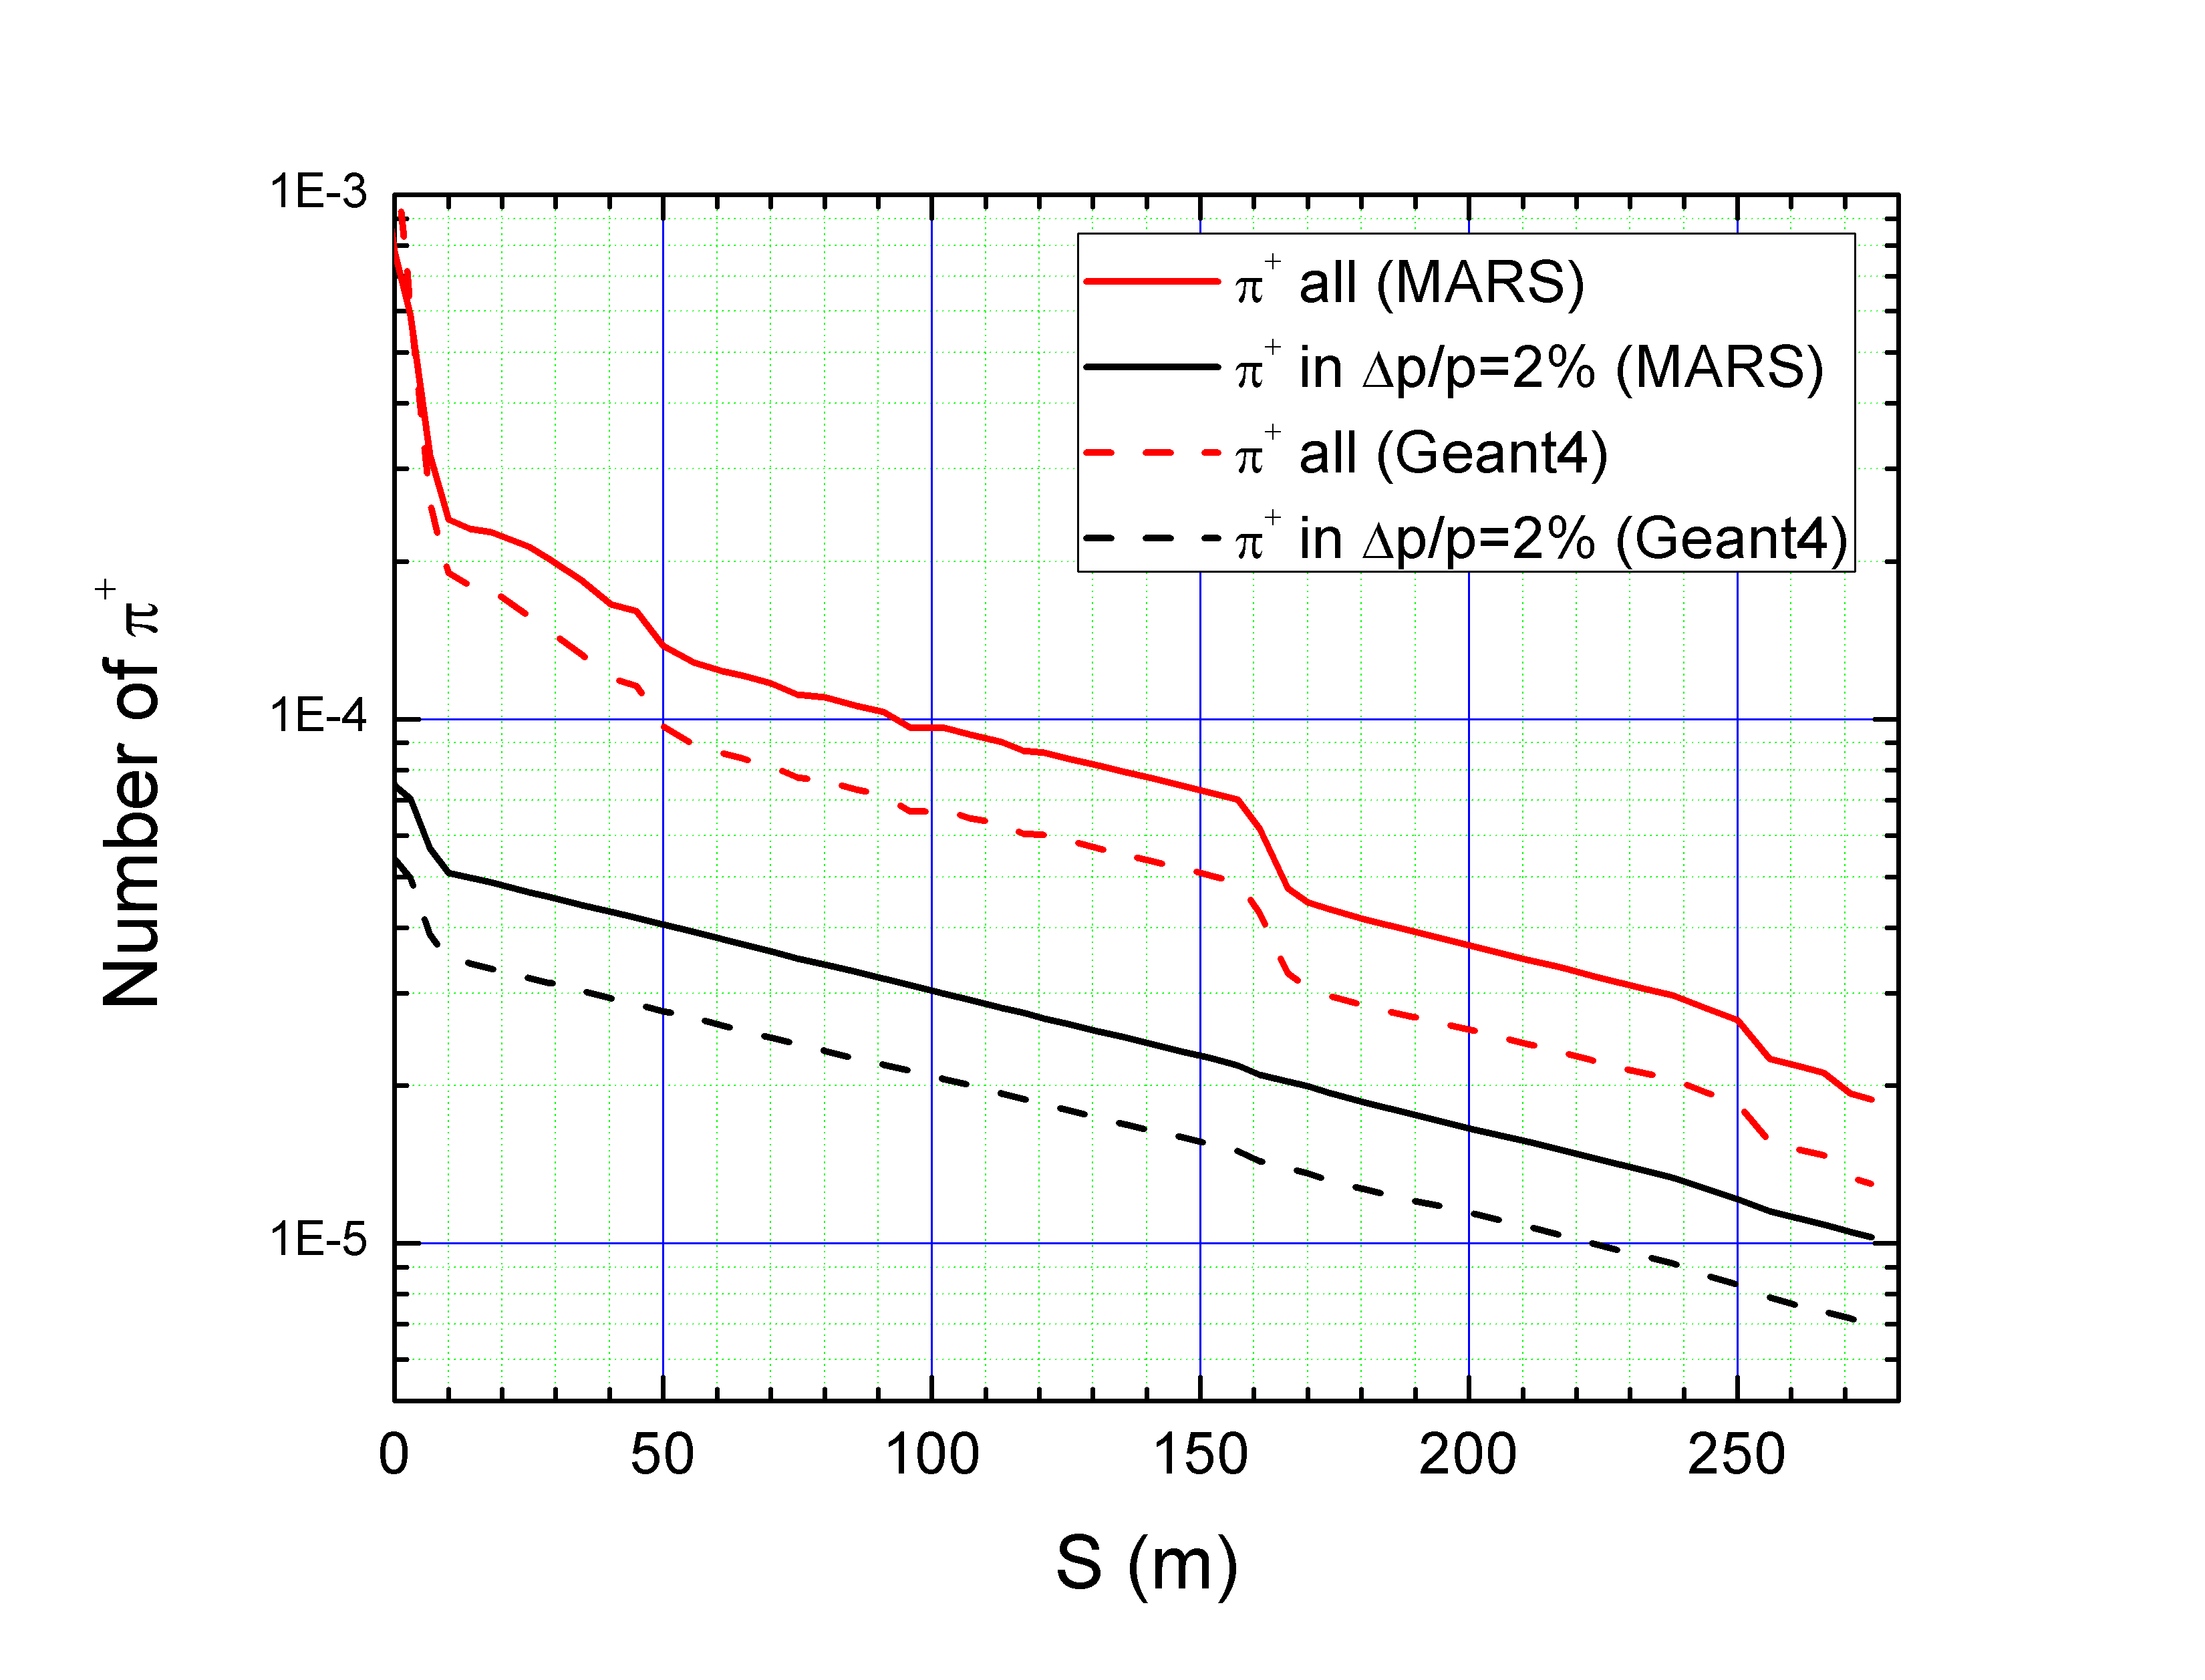 1E-3
1E-4
1E-5
Number of π⁺
π⁺ all (MARS)
π⁺ in Δp/p=2% (MARS)
π⁺ all (Geant4)
π⁺ in Δp/p=2% (Geant4)
0 50 100 150 200 250
S (m)